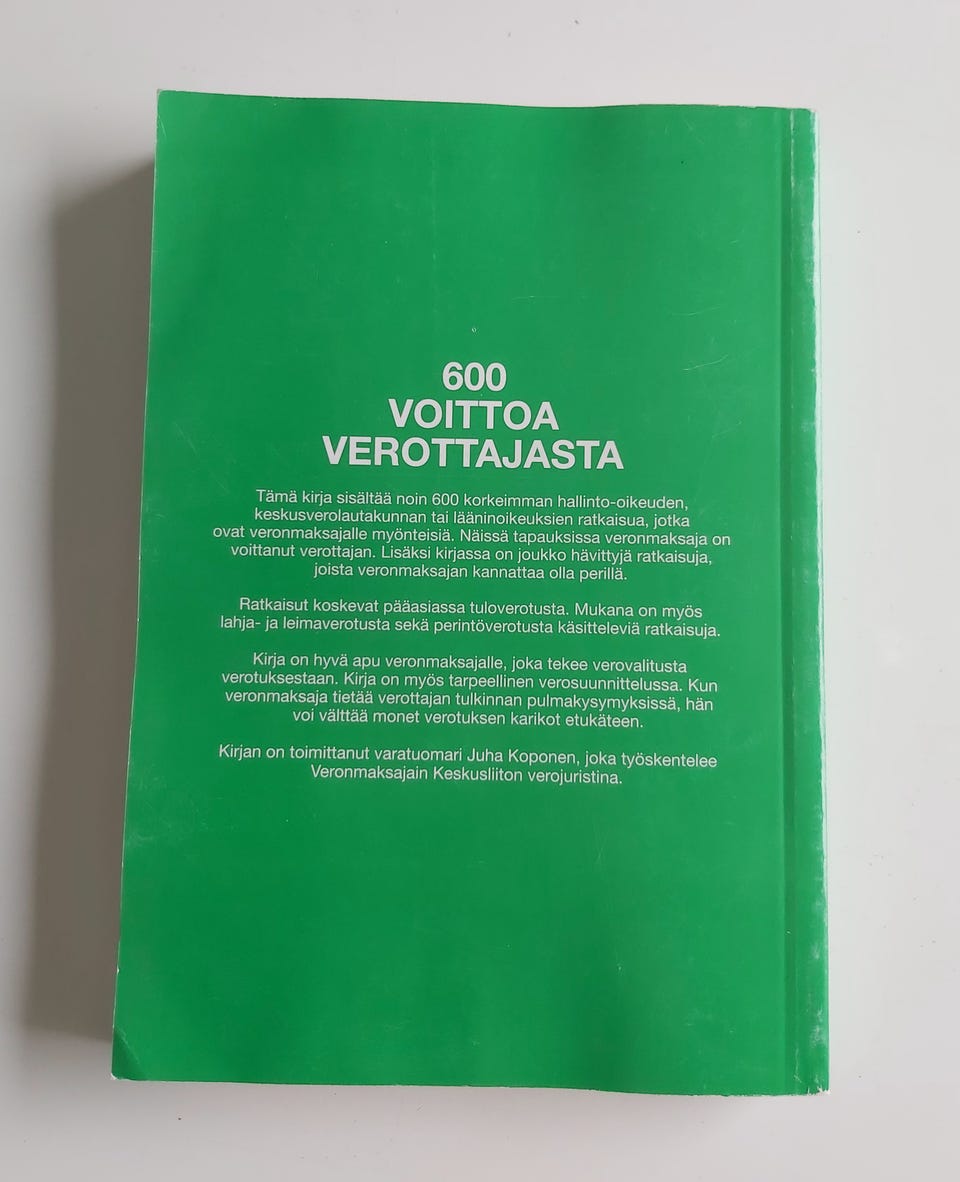 600
VOITTOA
VEROTTAJASTA
Tämä kirja sisältää noin 600 korkeimman hallinto-oikeuden,
keskusverolautakunnan tai lääninoikeuksien ratkaisua, jotka
ovat veronmaksajalle myönteisiä. Näissä tapauksissa veronmaksaja on
voittanut verottajan. Lisäksi kirjassa on joukko hävittyjä ratkaisuja,
joista veronmaksajan kannattaa olla perillä.
Ratkaisut koskevat pääasiassa tuloverotusta. Mukana on myös
lahja- ja leimaverotusta sekä perintöverotusta käsitteleviä ratkaisuja.
Kirja on hyvä apu veronmaksajalle, joka tekee verovalitusta
verotuksestaan. Kirja on myös tarpeellinen verosuunnittelussa. Kun
veronmaksaja tietää verottajan tulkinnan pulmakysymyksissä, hän
voi välttää monet verotuksen karikot etukäteen.
Kirjan on toimittanut varatuomari Juha Koponen, joka työskentelee
Veronmaksajain Keskusliiton verojuristina.